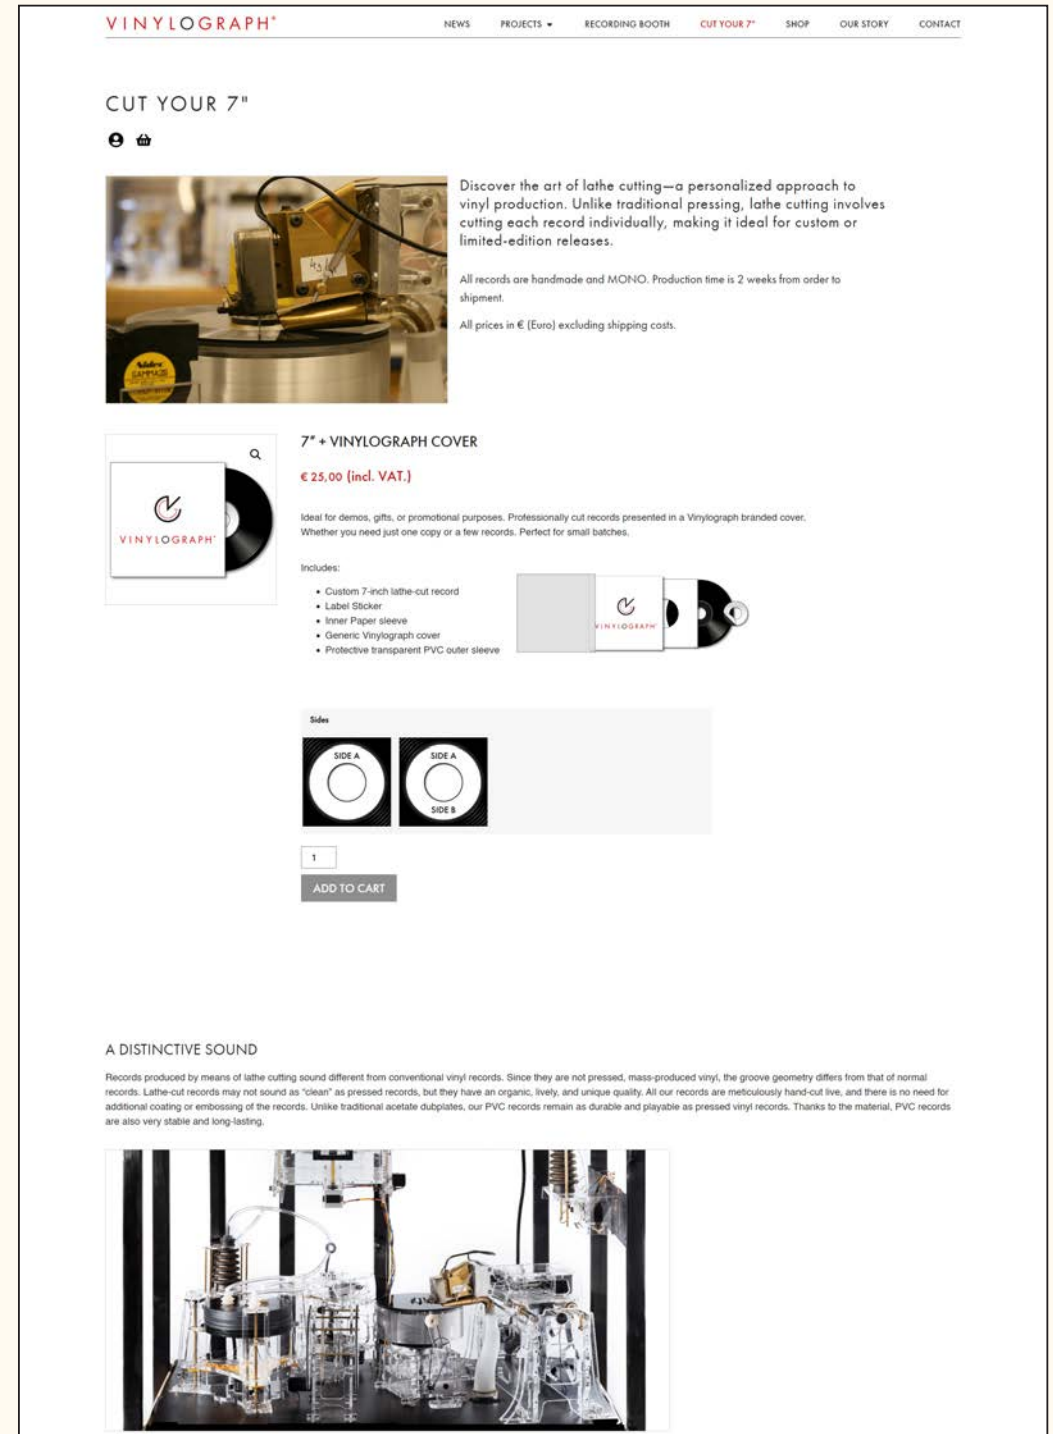 VINYLOGRAPH®
NEWS
PROJECTS
RECORDING BOOTH
CUT YOUR 7"
SHOP
OUR STORY
CONTACT
CUT YOUR 7"
45/
Nidec
GAMMA28
Discover the art of lathe cutting—a personalized approach to
vinyl production. Unlike traditional pressing, lathe cutting involves
cutting each record individually, making it ideal for custom or
limited-edition releases.
All records are handmade and MONO. Production time is 2 weeks from order to
shipment.
All prices in € (Euro) excluding shipping costs.
VINYLOGRAPH®
7" + VINYLOGRAPH COVER
€ 25,00 (incl. VAT.)
Ideal for demos, gifts, or promotional purposes. Professionally cut records presented in a Vinylograph branded cover.
Whether you need just one copy or a few records. Perfect for small batches.
Includes:
• Custom 7-inch lathe-cut record
• Label Sticker
• Inner Paper sleeve
• Generic Vinylograph cover
• Protective transparent PVC outer sleeve
VINYLOGRAPH®
Sides
SIDE A
SIDE A
SIDE B
1
ADD TO CART
A DISTINCTIVE SOUND
Records produced by means of lathe cutting sound different from conventional vinyl records. Since they are not pressed, mass-produced vinyl, the groove geometry differs from that of normal
records. Lathe-cut records may not sound as “clean” as pressed records, but they have an organic, lively, and unique quality. All our records are meticulously hand-cut live, and there is no need for
additional coating or embossing of the records. Unlike traditional acetate dubplates, our PVC records remain as durable and playable as pressed vinyl records. Thanks to the material, PVC records
are also very stable and long-lasting.